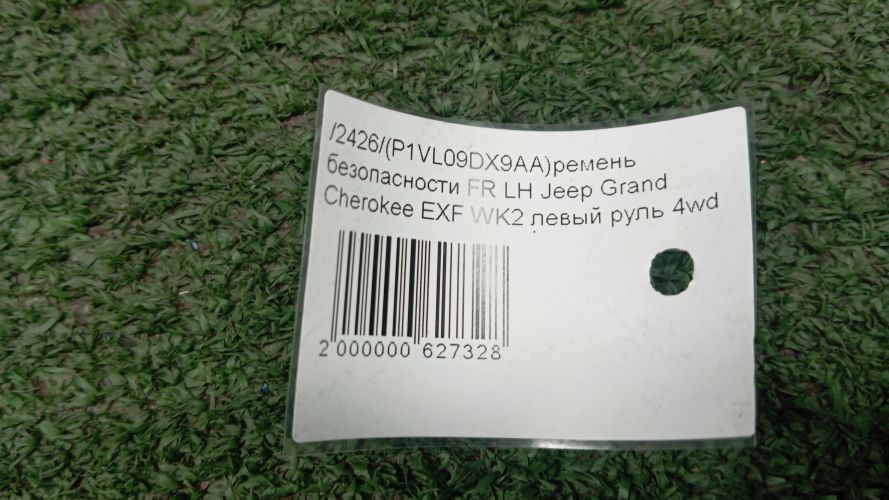 /2426/(P1VL09DX9AA)ремень
безопасности FR LH Jeep Grand
Cherokee EXF WK2 левый руль 4wd
2 000000 627328